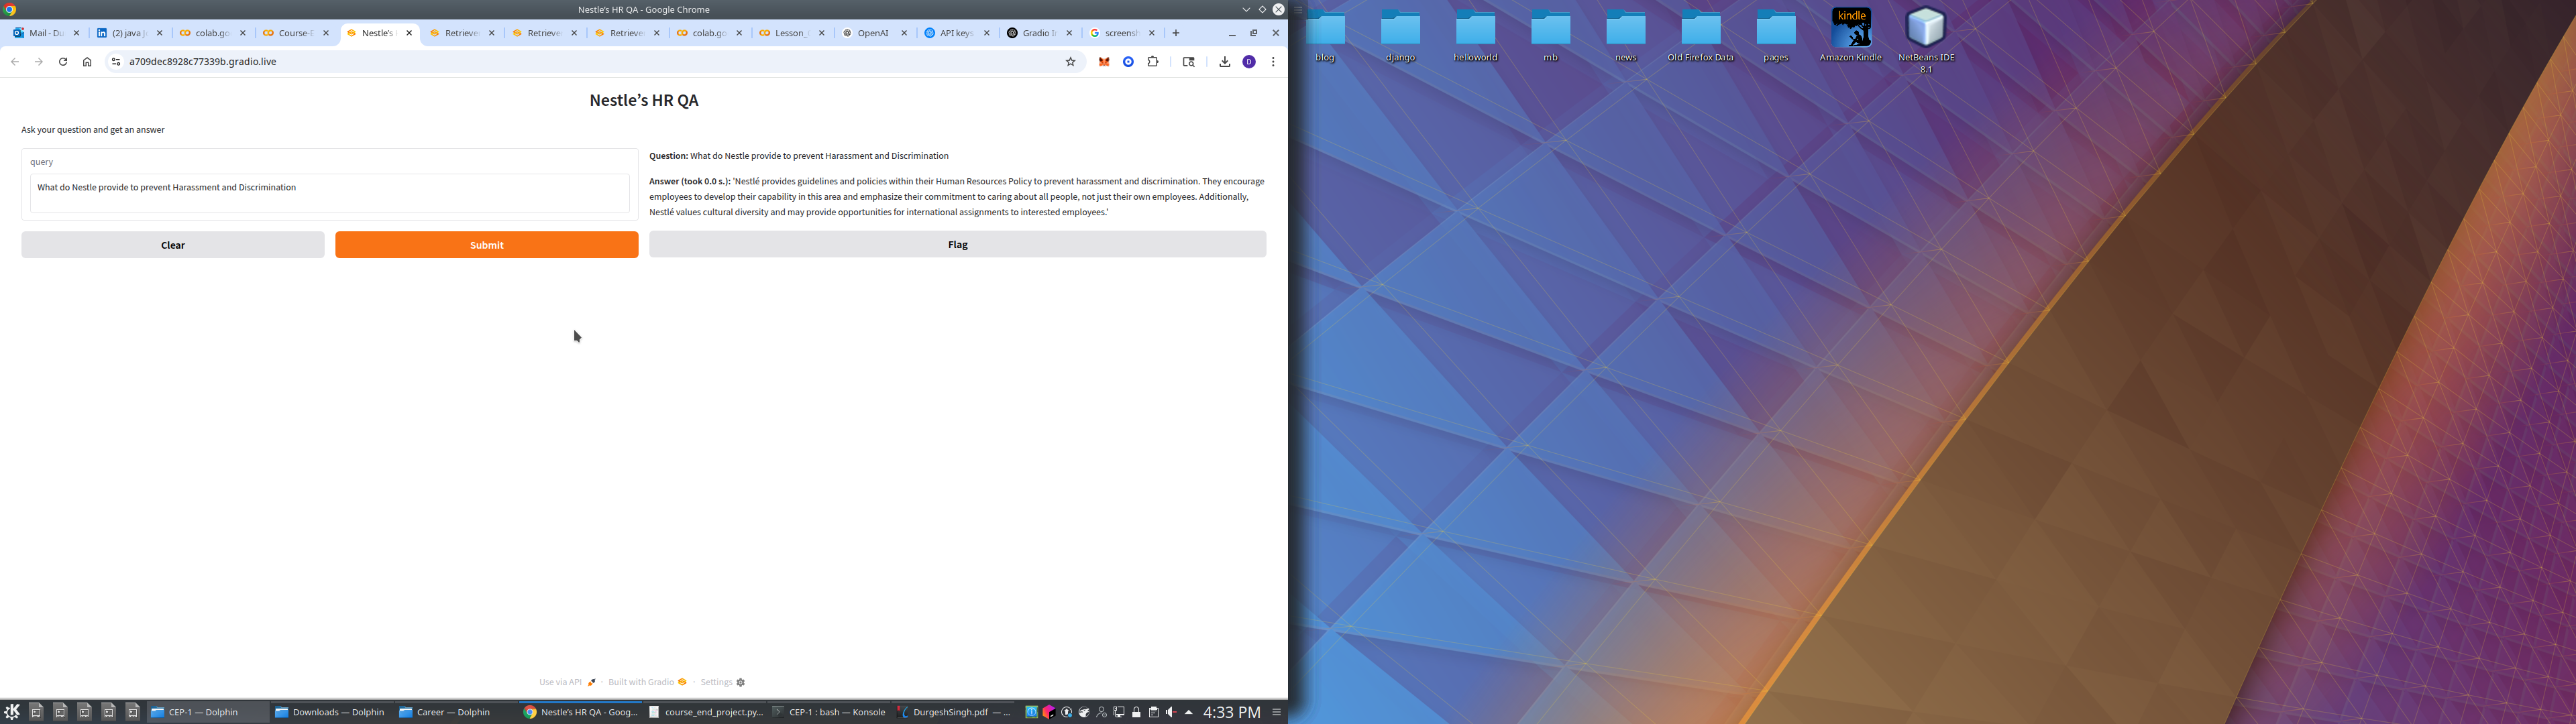 Nestle’s HR QA - Google Chrome
Mail - Du
(2) java j
colab.go
Course-E
Nestle’s
Retrieve
Retrieve
Retrieve
colab.go
Lesson_
OpenAI
API keys
Gradio I
screensh
a709dec8928c77339b.gradio.live
D
Nestle’s HR QA
Ask your question and get an answer
query
What do Nestle provide to prevent Harassment and Discrimination
Clear
Submit
Question: What do Nestle provide to prevent Harassment and Discrimination
Answer (took 0.0 s.): 'Nestlé provides guidelines and policies within their Human Resources Policy to prevent harassment and discrimination. They encourage
employees to develop their capability in this area and emphasize their commitment to caring about all people, not just their own employees. Additionally,
Nestlé values cultural diversity and may provide opportunities for international assignments to interested employees.'
Flag
Use via API · Built with Gradio · Settings
CEP-1 — Dolphin
Downloads — Dolphin
Career — Dolphin
Nestle's HR QA - Goog...
course_end_project.py...
CEP-1 : bash — Konsole
DurgeshSingh.pdf — ...
4:33 PM
blog
django
helloworld
mb
news
Old Firefox Data
pages
kindle
Amazon Kindle
NetBeans IDE
8.1